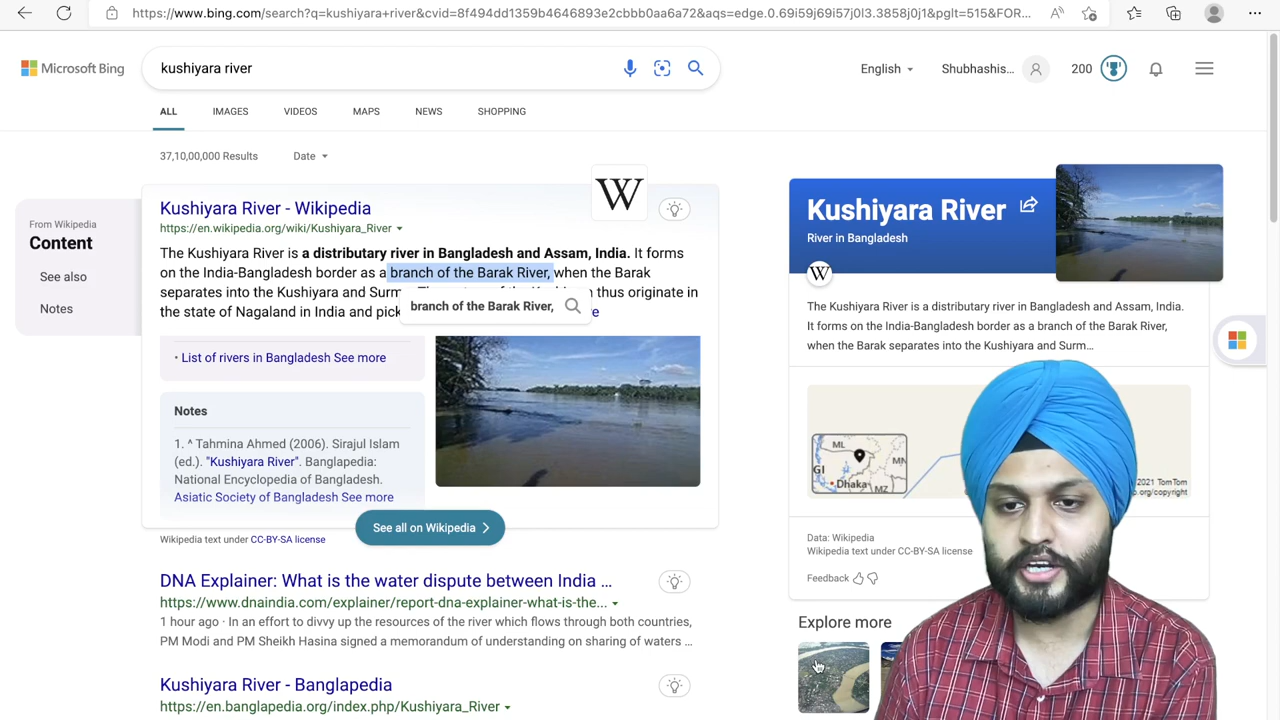 https://www.bing.com/search?q=kushiyara+river&cvid=8f494dd1359b4646893e2cbbb0aa6a72&aqs=edge.0.69i59j69i57j0l3.3858j0j1&pglt=515&FOR...
Microsoft Bing
kushiyara river
English
Shubhashis...
200
ALL
IMAGES
VIDEOS
MAPS
NEWS
SHOPPING
37,10,00,000 Results
Date
From Wikipedia
Content
See also
Notes
Kushiyara River - Wikipedia
https://en.wikipedia.org/wiki/Kushiyara_River
W
The Kushiyara River is a distributary river in Bangladesh and Assam, India. It forms
on the India-Bangladesh border as a branch of the Barak River, when the Barak
separates into the Kushiyara and Surm thus originate in
the state of Nagaland in India and pick
branch of the Barak River,
• List of rivers in Bangladesh See more
Notes
1. ^ Tahmina Ahmed (2006). Sirajul Islam
(ed.). "Kushiyara River". Banglapedia:
National Encyclopedia of Bangladesh.
Asiatic Society of Bangladesh See more
See all on Wikipedia
Wikipedia text under CC-BY-SA license
DNA Explainer: What is the water dispute between India ...
https://www.dnaindia.com/explainer/report-dna-explainer-what-is-the...
1 hour ago · In an effort to divvy up the resources of the river which flows through both countries,
PM Modi and PM Sheikh Hasina signed a memorandum of understanding on sharing of waters ...
Kushiyara River - Banglapedia
https://en.banglapedia.org/index.php/Kushiyara_River
Kushiyara River
River in Bangladesh
W
The Kushiyara River is a distributary river in Bangladesh and Assam, India.
It forms on the India-Bangladesh border as a branch of the Barak River,
when the Barak separates into the Kushiyara and Surm...
ML
MN
GI
Dhaka
MZ
2021 TomTom
org/copyright
Data: Wikipedia
Wikipedia text under CC-BY-SA license
Feedback
Explore more